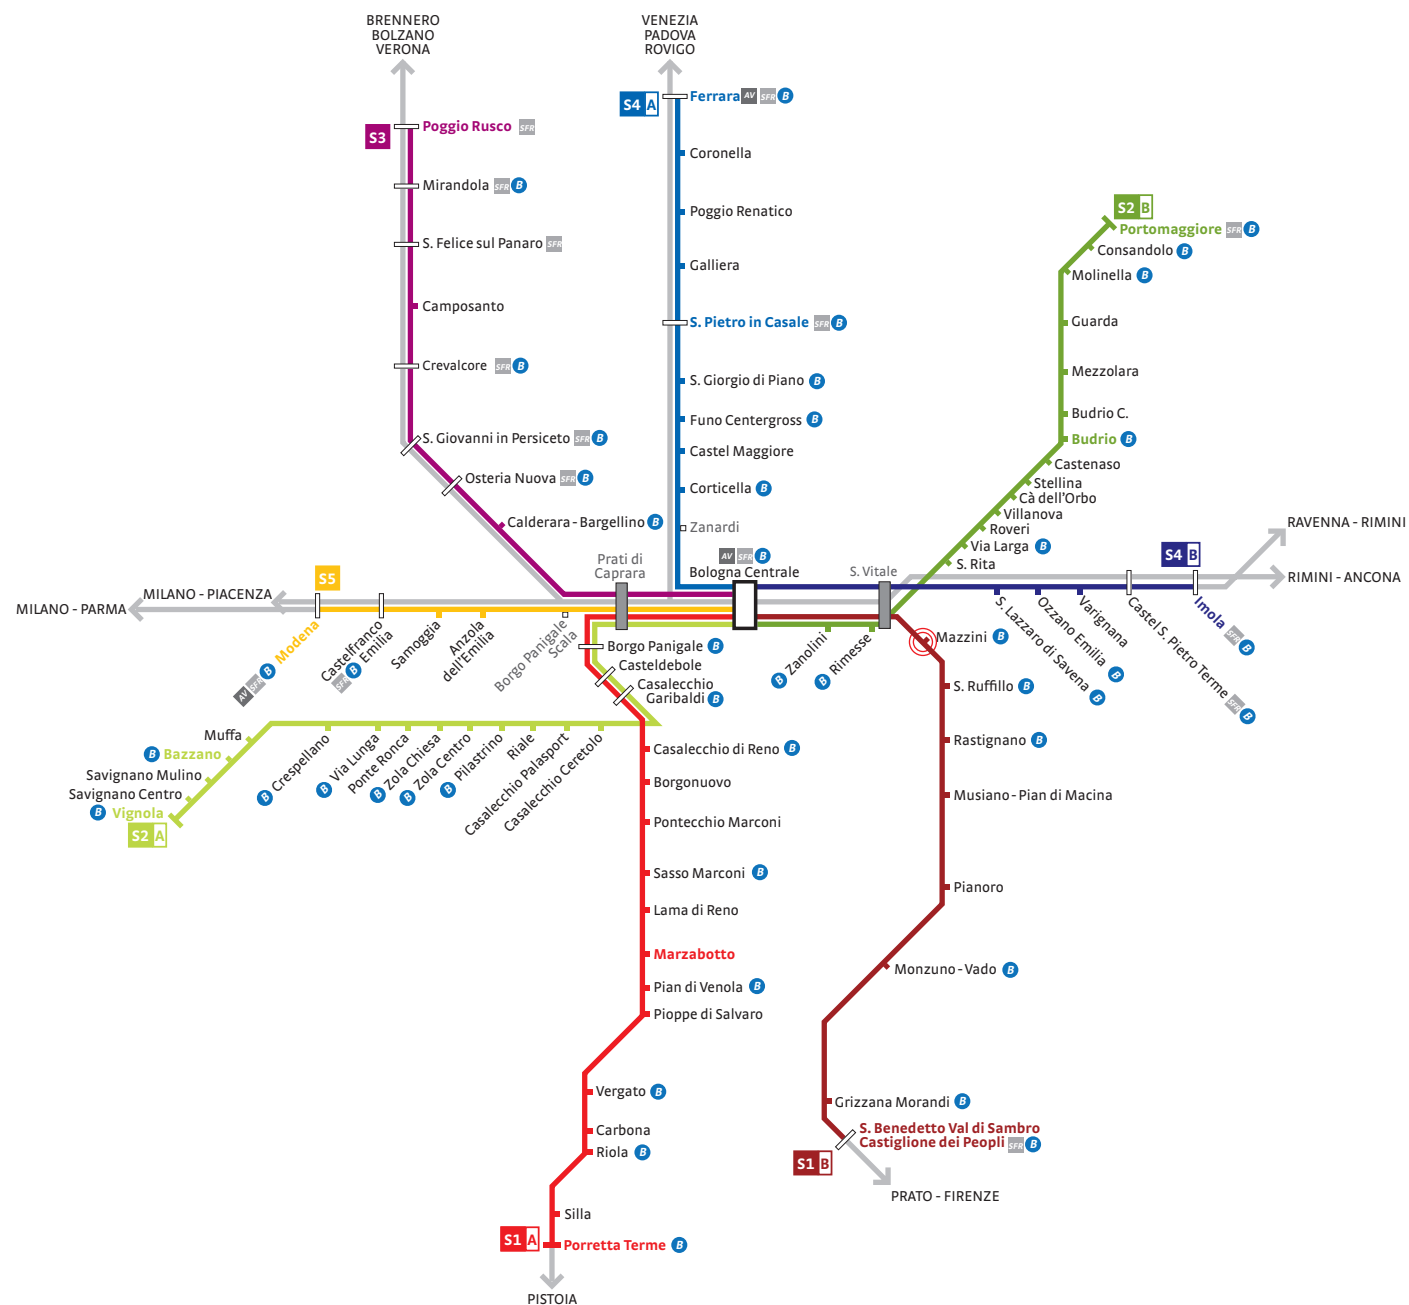 BRENNERO
BOLZANO
VERONA
VENEZIA
PADOVA
ROVIGO
S4 A
Ferrara AV SFR B
S3
Poggio Rusco SFR
Coronella
Mirandola SFR B
Poggio Renatico
S2 B
Portomaggiore SFR B
S. Felice sul Panaro SFR
Consandolo B
Galliera
Molinella B
Camposanto
S. Pietro in Casale SFR B
Guarda
Crevalcore SFR B
Mezzolara
S. Giorgio di Piano B
Budrio C.
Funo Centergross B
S. Giovanni in Persiceto SFR B
Budrio B
Castel Maggiore
Castenaso
Osteria Nuova SFR B
Stellina
Corticella B
Cà dell'Orbo
Villanova
Calderara - Bargellino B
Zanardi
Roveri
RAVENNA - RIMINI
Via Larga B
S4 B
AV SFR B
Prati di
Caprara
S. Rita
Bologna Centrale
S. Vitale
S5
RIMINI - ANCONA
MILANO - PIACENZA
MILANO - PARMA
AV SFR B Modena
Castelfranco
SFR B Emilia
Samoggia
Anzola
dell'Emilia
Borgo Panigale
Scala
Borgo Panigale B
Casteldebole
Casalecchio
Garibaldi B
B Zanolini
B Rimesse
Mazzini B
S. Lazzaro di Savena B
Ozzano Emilia B
Varignana
Castel S. Pietro Terme SFR B
Imola SFR B
S. Ruffillo B
Muffa
B Bazzano
Savignano Mulino
Savignano Centro
B Vignola
S2 A
B Crespellano
B Via Lunga
Ponte Ronca
B Zola Chiesa
B Zola Centro
B Pilastrino
Riale
Casalecchio Palasport
Casalecchio Ceretolo
Casalecchio di Reno B
Rastignano B
Borgonuovo
Musiano - Pian di Macina
Pontecchio Marconi
Sasso Marconi B
Pianoro
Lama di Reno
Marzabotto
Monzuno - Vado B
Pian di Venola B
Pioppe di Salvaro
Vergato B
Grizzana Morandi B
Carbona
S. Benedetto Val di Sambro
Castiglione dei Peopli SFR B
Riola B
S1 B
PRATO - FIRENZE
Silla
S1 A
Porretta Terme B
PISTOIA